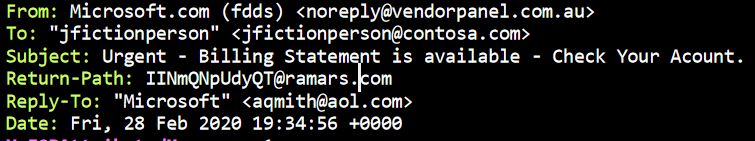 From: Microsoft.com (fdds) <noreply@vendorpanel.com.au>
To: "jfictionperson" <jfictionperson@contosa.com>
Subject: Urgent - Billing Statement is available - Check Your Acount.
Return-Path: IINmQNpUdyQT@ramars.com
Reply-To: "Microsoft" <aqmith@aol.com>
Date: Fri, 28 Feb 2020 19:34:56 +0000